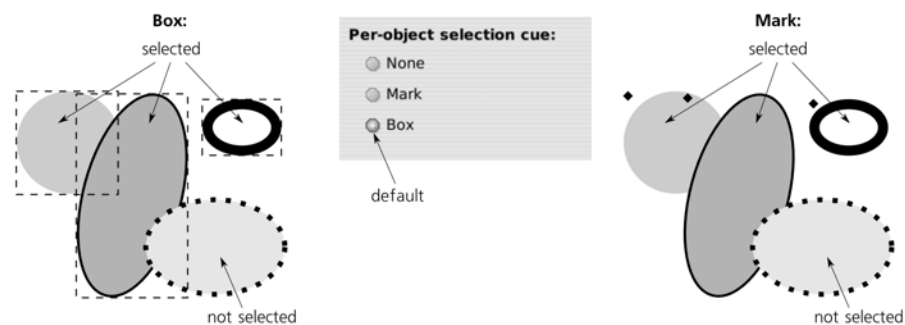 Box:
selected
not selected
Per-object selection cue:
None
Mark
Box
default
Mark:
selected
not selected